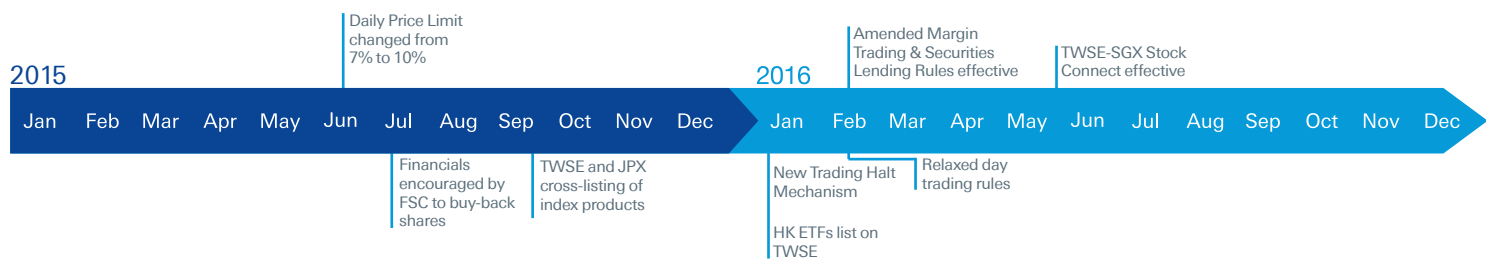 Daily Price Limit
changed from
7% to 10%
Amended Margin
Trading & Securities
Lending Rules effective
TWSE-SGX Stock
Connect effective
2015
2016
Jan Feb Mar Apr May Jun Jul Aug Sep Oct Nov Dec Jan Feb Mar Apr May Jun Jul Aug Sep Oct Nov Dec
Financials
encouraged by
FSC to buy-back
shares
TWSE and JPX
cross-listing of
index products
New Trading Halt
Mechanism
HK ETFs list on
TWSE
Relaxed day
trading rules